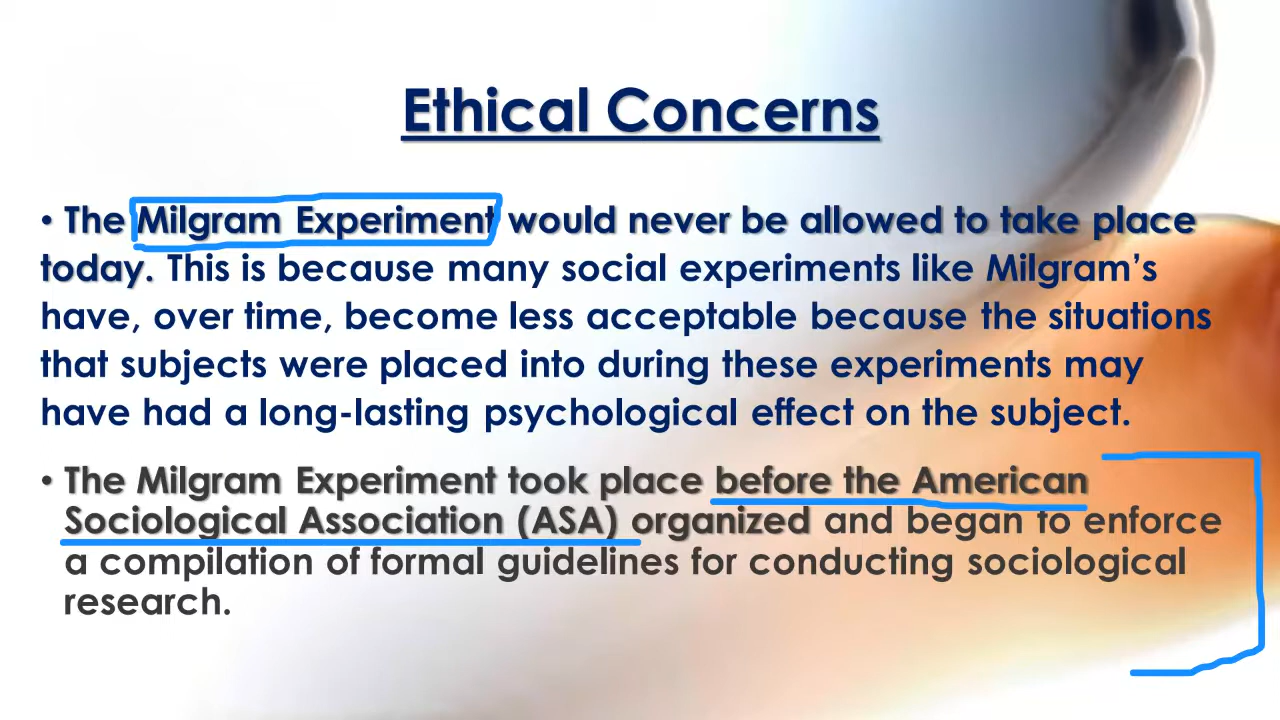 Ethical Concerns
• The Milgram Experiment would never be allowed to take place
today. This is because many social experiments like Milgram’s
have, over time, become less acceptable because the situations
that subjects were placed into during these experiments may
have had a long-lasting psychological effect on the subject.
• The Milgram Experiment took place before the American
Sociological Association (ASA) organized and began to enforce
a compilation of formal guidelines for conducting sociological
research.